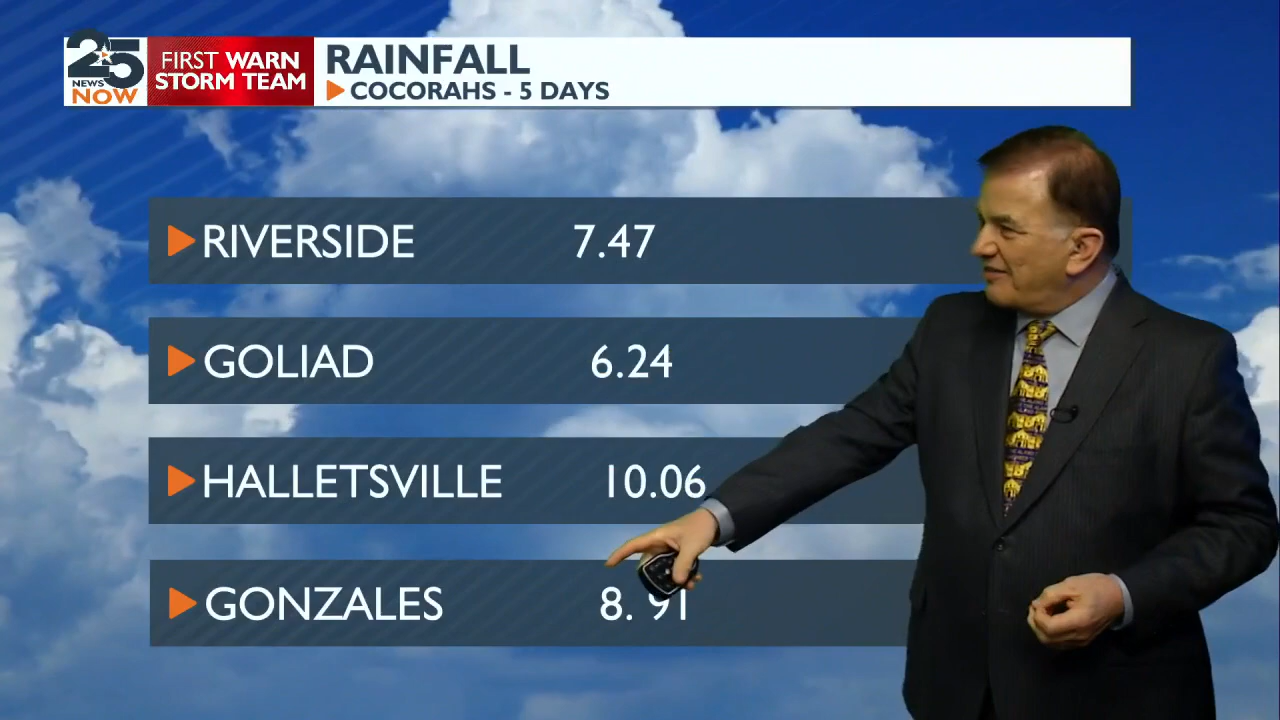 25
NEWS
NOW
FIRST WARN
STORM TEAM
RAINFALL
COCORAHS - 5 DAYS
RIVERSIDE 7.47
GOLIAD 6.24
HALLETSVILLE 10.06
GONZALES 8. 91